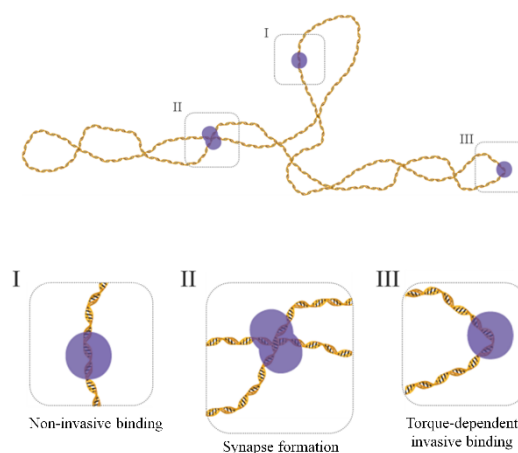 I
II
III
I
II
III
Non-invasive binding
Synapse formation
Torque-dependent
invasive binding